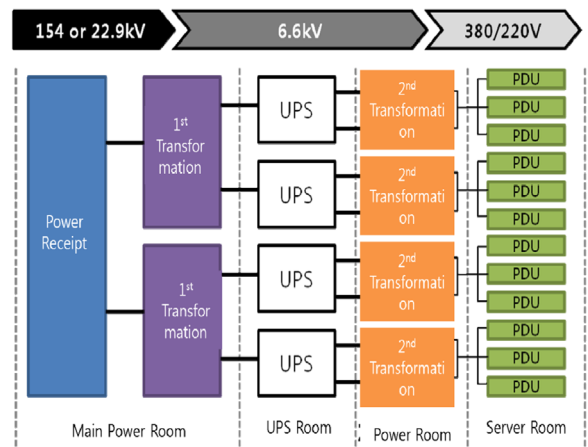 154 or 22.9kV
6.6kV
380/220V
Power
Receipt
1st
Transfor
mation
1st
Transfor
mation
UPS
UPS
UPS
UPS
2nd
Transformati
on
2nd
Transformati
on
2nd
Transformati
on
2nd
Transformati
on
PDU
PDU
PDU
PDU
PDU
PDU
PDU
PDU
PDU
PDU
PDU
PDU
Main Power Room
UPS Room
Power Room
Server Room